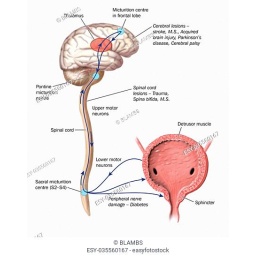 Thalamus
Micturition centre
in frontal lobe
Cerebral lesions -
stroke, M.S., Acquired
brain injury, Parkinson's
disease, Cerebral palsy
Pontine
micturition
centre
Spinal cord
lesions - Trauma,
Spina bifida, M.S.
Upper motor
neurons
Spinal cord
Detrusor muscle
Lower motor
neurons
Sacral micturition
centre (S2-S4)
Peripheral nerve
damage - Diabetes
Sphincter
© BLAMBS
ESY-035560167 - easyfotostock